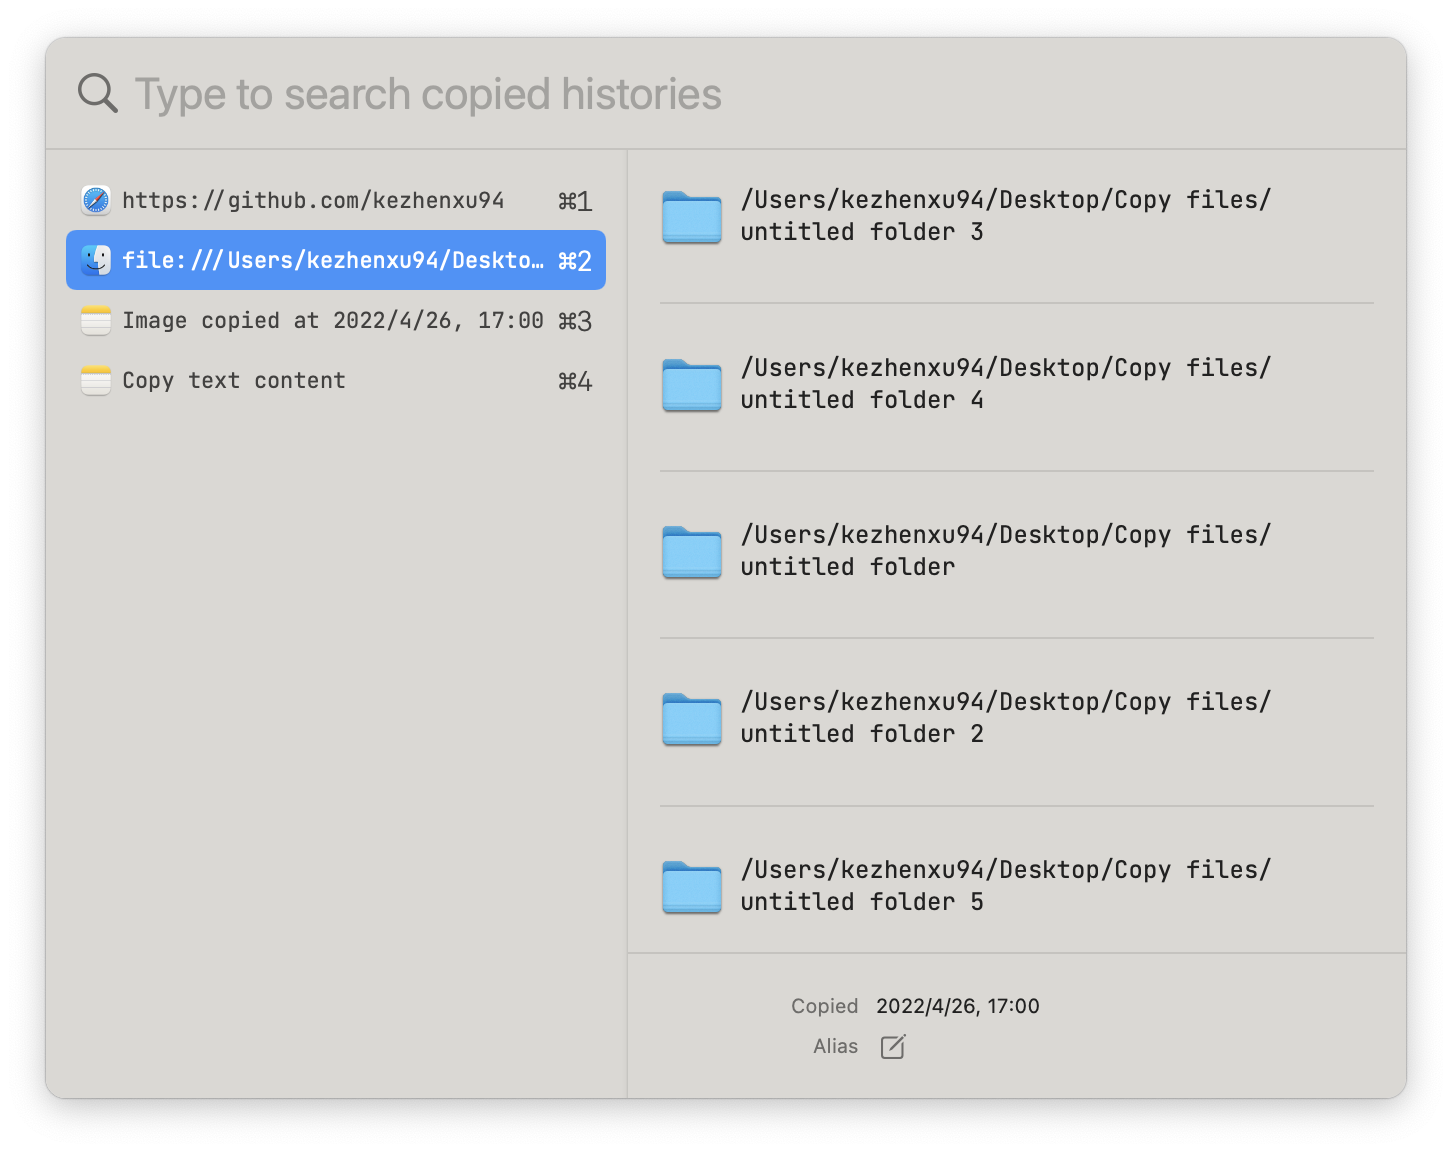 Type to search copied histories
https://github.com/kezhenxu94 ⌘1
file:///Users/kezhenxu94/Deskto… ⌘2
Image copied at 2022/4/26, 17:00 ⌘3
Copy text content ⌘4
/Users/kezhenxu94/Desktop/Copy files/
untitled folder 3
/Users/kezhenxu94/Desktop/Copy files/
untitled folder 4
/Users/kezhenxu94/Desktop/Copy files/
untitled folder
/Users/kezhenxu94/Desktop/Copy files/
untitled folder 2
/Users/kezhenxu94/Desktop/Copy files/
untitled folder 5
Copied 2022/4/26, 17:00
Alias